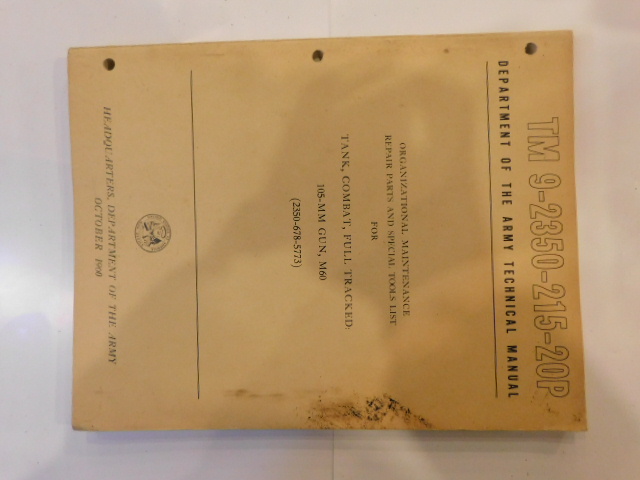 TM 9-2350-215-20P
DEPARTMENT OF THE ARMY TECHNICAL MANUAL
ORGANIZATIONAL MAINTENANCE
REPAIR PARTS AND SPECIAL TOOLS LIST
FOR
TANK, COMBAT, FULL TRACKED:
105-MM GUN, M60
(2350-678-5773)
HEADQUARTERS, DEPARTMENT OF THE ARMY
OCTOBER 1960